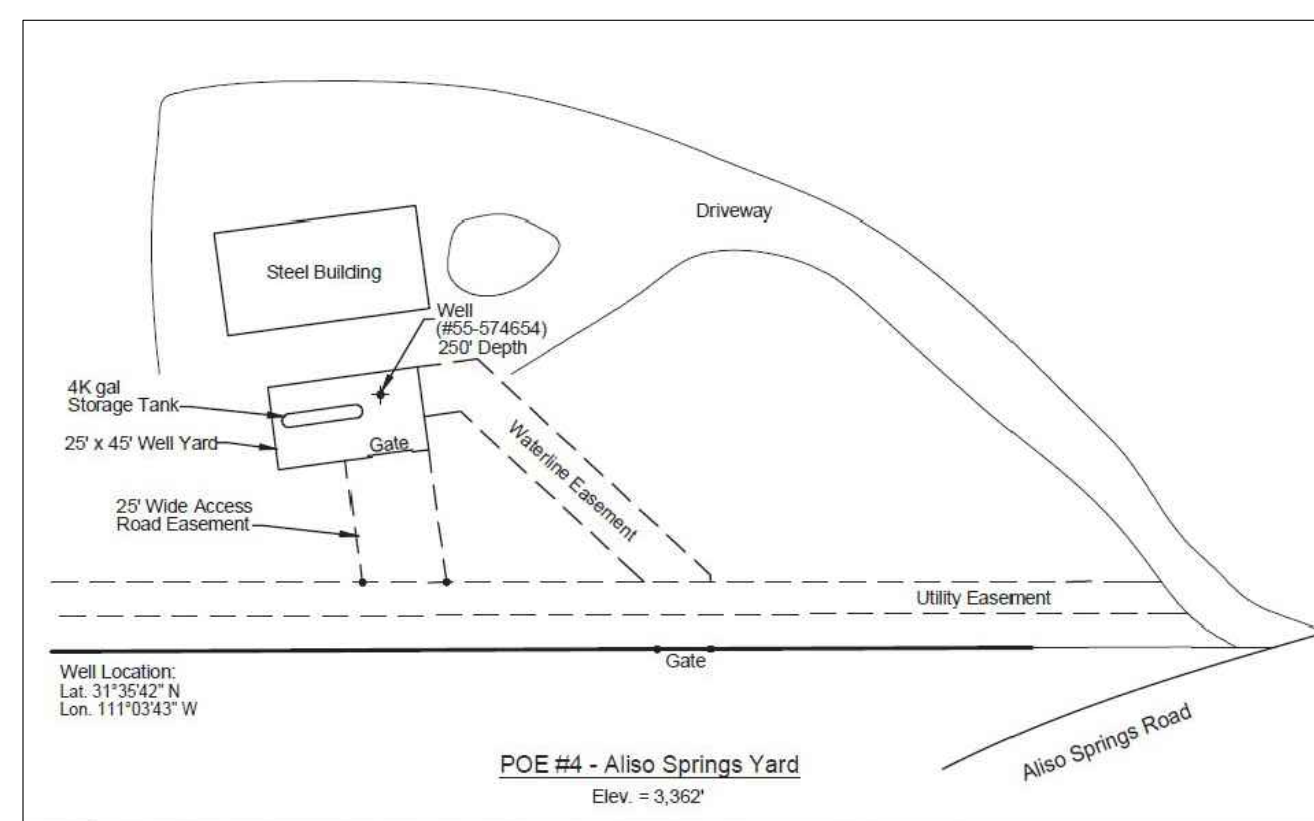 Driveway
Steel Building
Well
(#55-574654)
250' Depth
4K gal
Storage Tank
25' x 45' Well Yard
Gate
Waterline Easement
25' Wide Access
Road Easement
Utility Easement
Gate
Well Location:
Lat. 31°35'42" N
Lon. 111°03'43" W
Aliso Springs Road
POE #4 - Aliso Springs Yard
Elev. = 3,362'